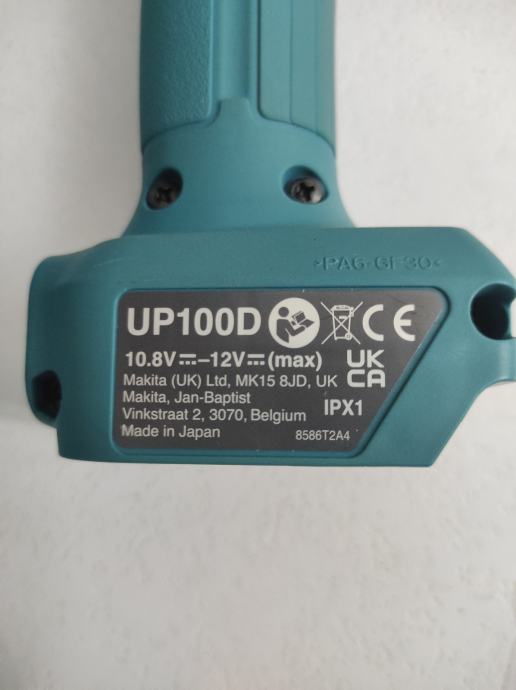 >PA6-GF30<
UP100D CE
10.8V⎓–12V⎓(max) UK
CA
Makita (UK) Ltd, MK15 8JD, UK
Makita, Jan-Baptist
Vinkstraat 2, 3070, Belgium IPX1
Made in Japan 8586T2A4